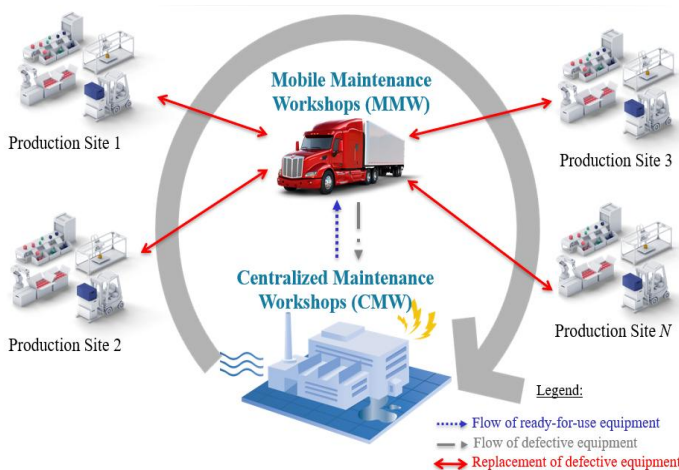 Mobile Maintenance
Workshops (MMW)
Production Site 1
Production Site 3
Centralized Maintenance
Workshops (CMW)
Production Site 2
Production Site N
Legend:
Flow of ready-for-use equipment
Flow of defective equipment
Replacement of defective equipment